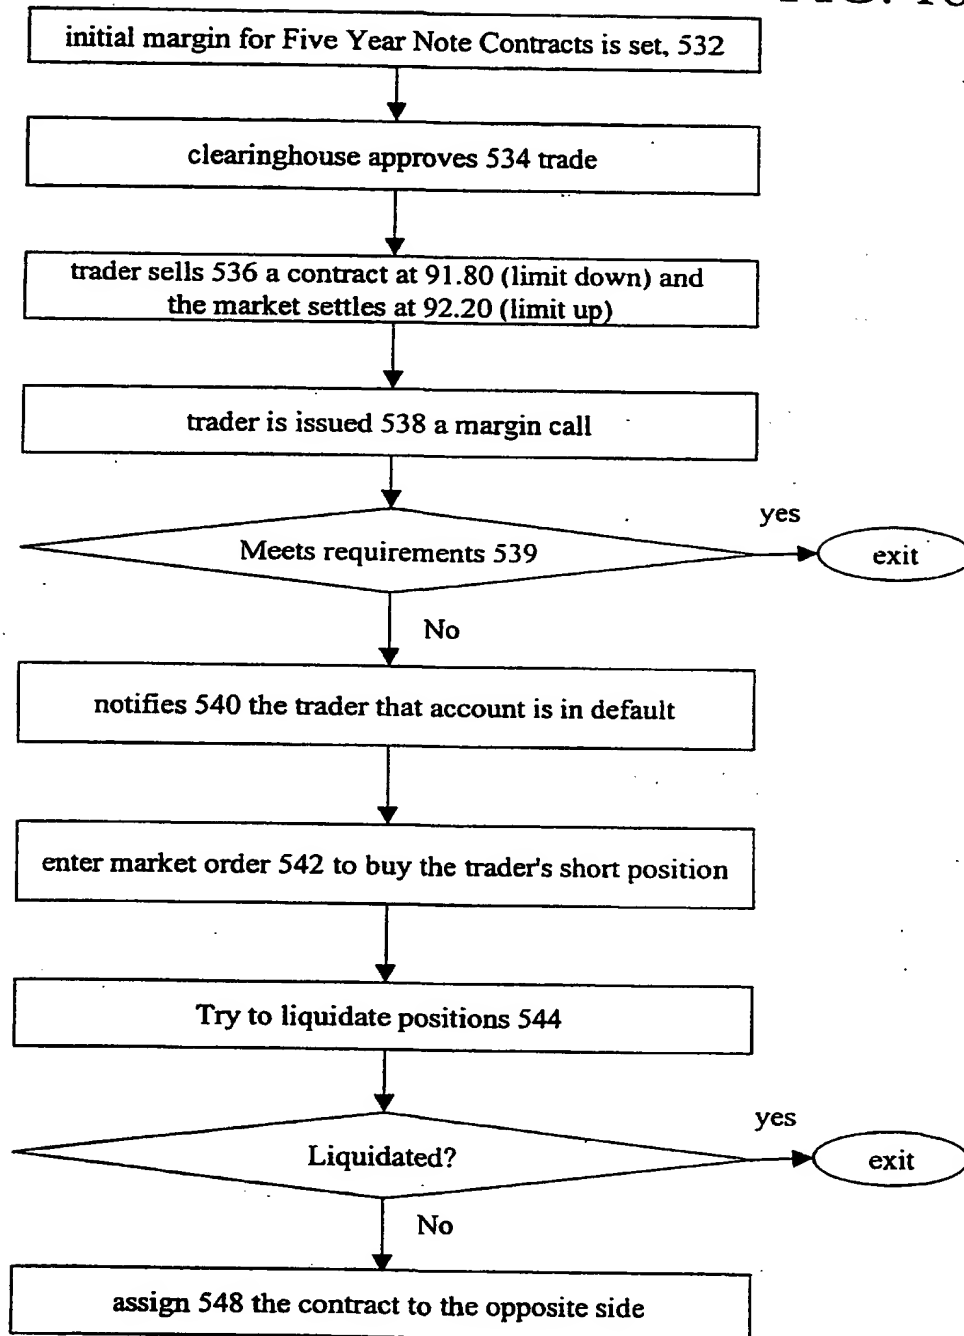 initial margin for Five Year Note Contracts is set, 532
clearinghouse approves 534 trade
trader sells 536 a contract at 91.80 (limit down) and
the market settles at 92.20 (limit up)
trader is issued 538 a margin call
yes
Meets requirements 539
exit
No
notifies 540 the trader that account is in default
enter market order 542 to buy the trader's short position
Try to liquidate positions 544
yes
Liquidated?
exit
No
assign 548 the contract to the opposite side